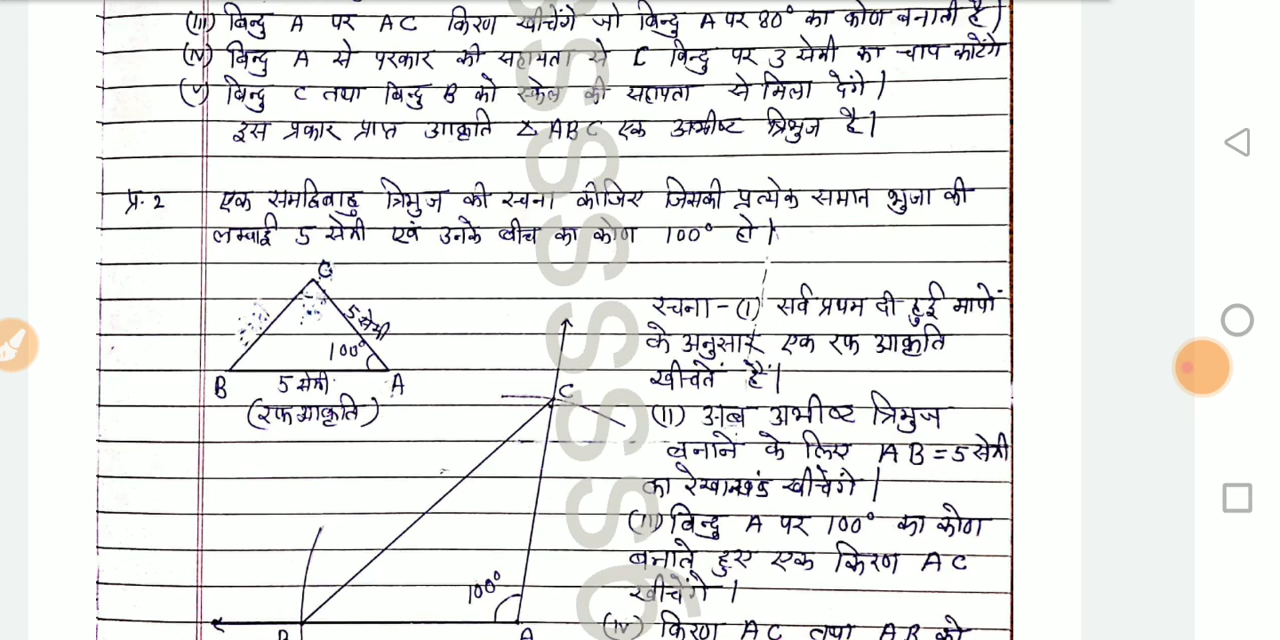 (III) बिन्दु A पर AC किरण खीचेंगे जो बिन्दु A पर 80° का कोण बनाती है)
(IV) बिन्दु A से परकार की सहायता से C बिन्दु पर 3 सेमी का चाप काटेंगे
(V) बिन्दु C तथा बिन्दु B को स्केल की सहायता से मिला देंगे।
इस प्रकार प्राप्त आकृति △ ABC एक अभीष्ट त्रिभुज है।
प्र. 2 एक समद्विबाहु त्रिभुज की रचना कीजिए जिसकी प्रत्येक समान भुजा की
लम्बाई 5 सेमी एवं उनके बीच का कोण 100° हो।
C
5 सेमी
100°
B 5 सेमी A
(रफ आकृति)
रचना - (I) सर्व प्रथम दी हुई मापों
के अनुसार एक रफ आकृति
खीचतें हैं।
C
(II) अब अभीष्ट त्रिभुज
बनाने के लिए AB = 5 सेमी
का रेखाखंड खीचेंगे।
(III) बिन्दु A पर 100° का कोण
बनाते हुए एक किरण AC
खीचेंगे।
100°
B A
(IV) किरण AC तथा AB को
SSSSSSC